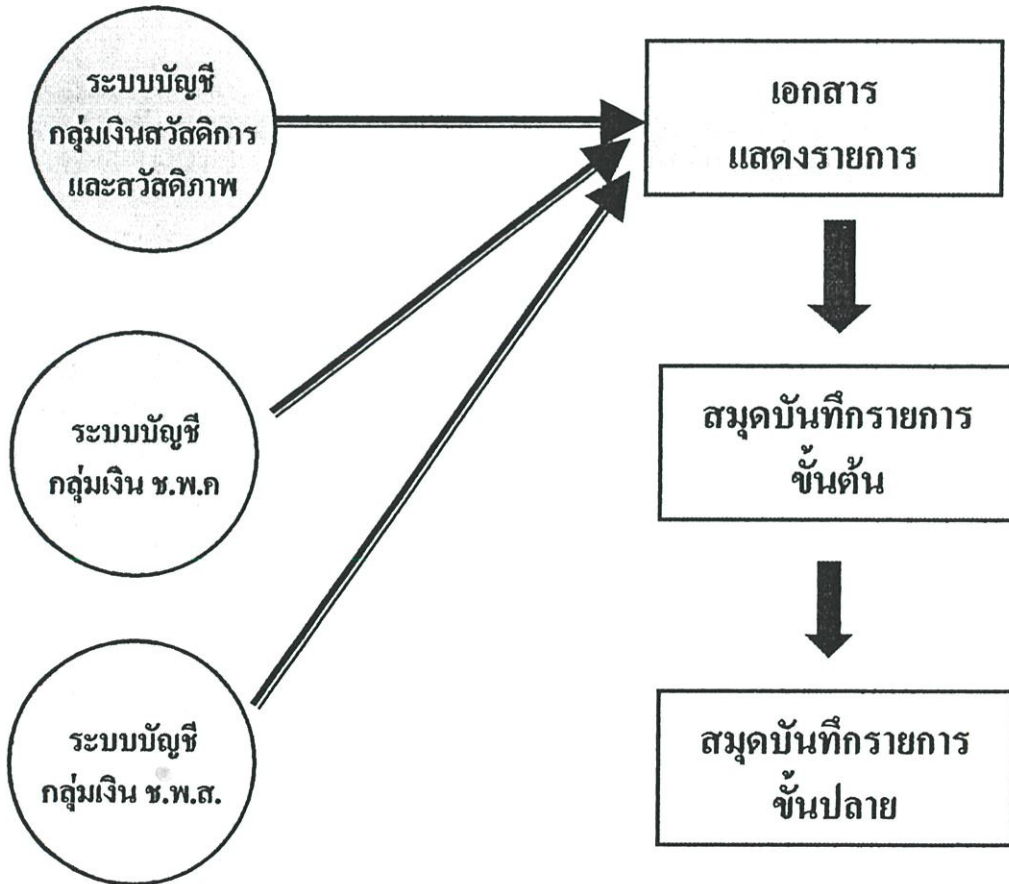 ระบบบัญชี
กลุ่มเงินสวัสดิการ
และสวัสดิภาพ
เอกสาร
แสดงรายการ
ระบบบัญชี
กลุ่มเงิน ช.พ.ค
สมุดบันทึกรายการ
ขั้นต้น
ระบบบัญชี
กลุ่มเงิน ช.พ.ส.
สมุดบันทึกรายการ
ขั้นปลาย